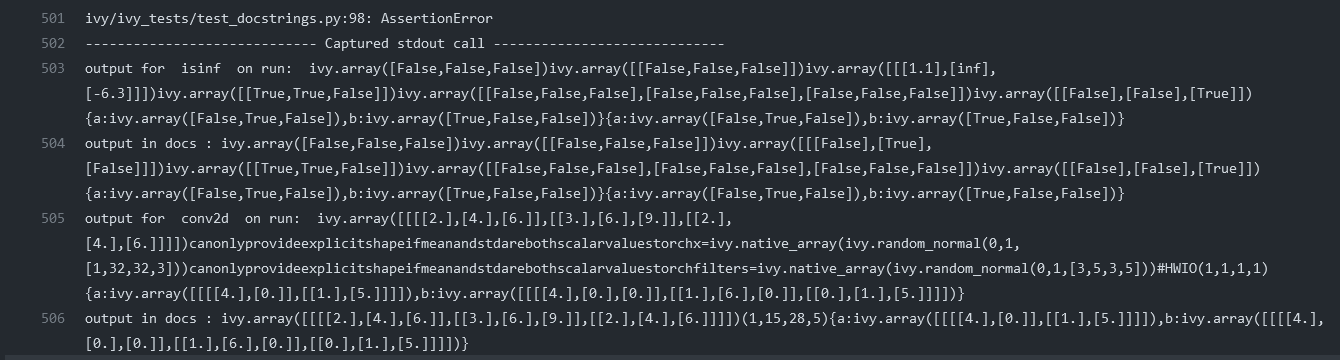 501 ivy/ivy_tests/test_docstrings.py:98: AssertionError
502 ---------------------------- Captured stdout call -----------------------------
503 output for  isinf  on run:  ivy.array([False,False,False])ivy.array([[False,False,False]])ivy.array([[[1.1],[inf],
[-6.3]]])ivy.array([[True,True,False]])ivy.array([[False,False,False],[False,False,False],[False,False,False]])ivy.array([[False],[False],[True]])
{a:ivy.array([False,True,False]),b:ivy.array([True,False,False])}{a:ivy.array([False,True,False]),b:ivy.array([True,False,False])}
504 output in docs : ivy.array([False,False,False])ivy.array([[False,False,False]])ivy.array([[[False],[True],
[False]]])ivy.array([[True,True,False]])ivy.array([[False,False,False],[False,False,False],[False,False,False]])ivy.array([[False],[False],[True]])
{a:ivy.array([False,True,False]),b:ivy.array([True,False,False])}{a:ivy.array([False,True,False]),b:ivy.array([True,False,False])}
505 output for  conv2d  on run:  ivy.array([[[[2.],[4.],[6.]],[[3.],[6.],[9.]],[[2.],
[4.],[6.]]]])canonlyprovideexplicitshapeifmeanandstdarebothscalarvaluestorchx=ivy.native_array(ivy.random_normal(0,1,
[1,32,32,3]))canonlyprovideexplicitshapeifmeanandstdarebothscalarvaluestorchfilters=ivy.native_array(ivy.random_normal(0,1,[3,5,3,5]))#HWIO(1,1,1,1)
{a:ivy.array([[[[4.],[0.]],[[1.],[5.]]]]),b:ivy.array([[[[4.],[0.],[0.]],[[1.],[6.],[0.]],[[0.],[1.],[5.]]]])}
506 output in docs : ivy.array([[[[2.],[4.],[6.]],[[3.],[6.],[9.]],[[2.],[4.],[6.]]]])(1,15,28,5){a:ivy.array([[[[4.],[0.]],[[1.],[5.]]]]),b:ivy.array([[[[4.],
[0.],[0.]],[[1.],[6.],[0.]],[[0.],[1.],[5.]]]])}